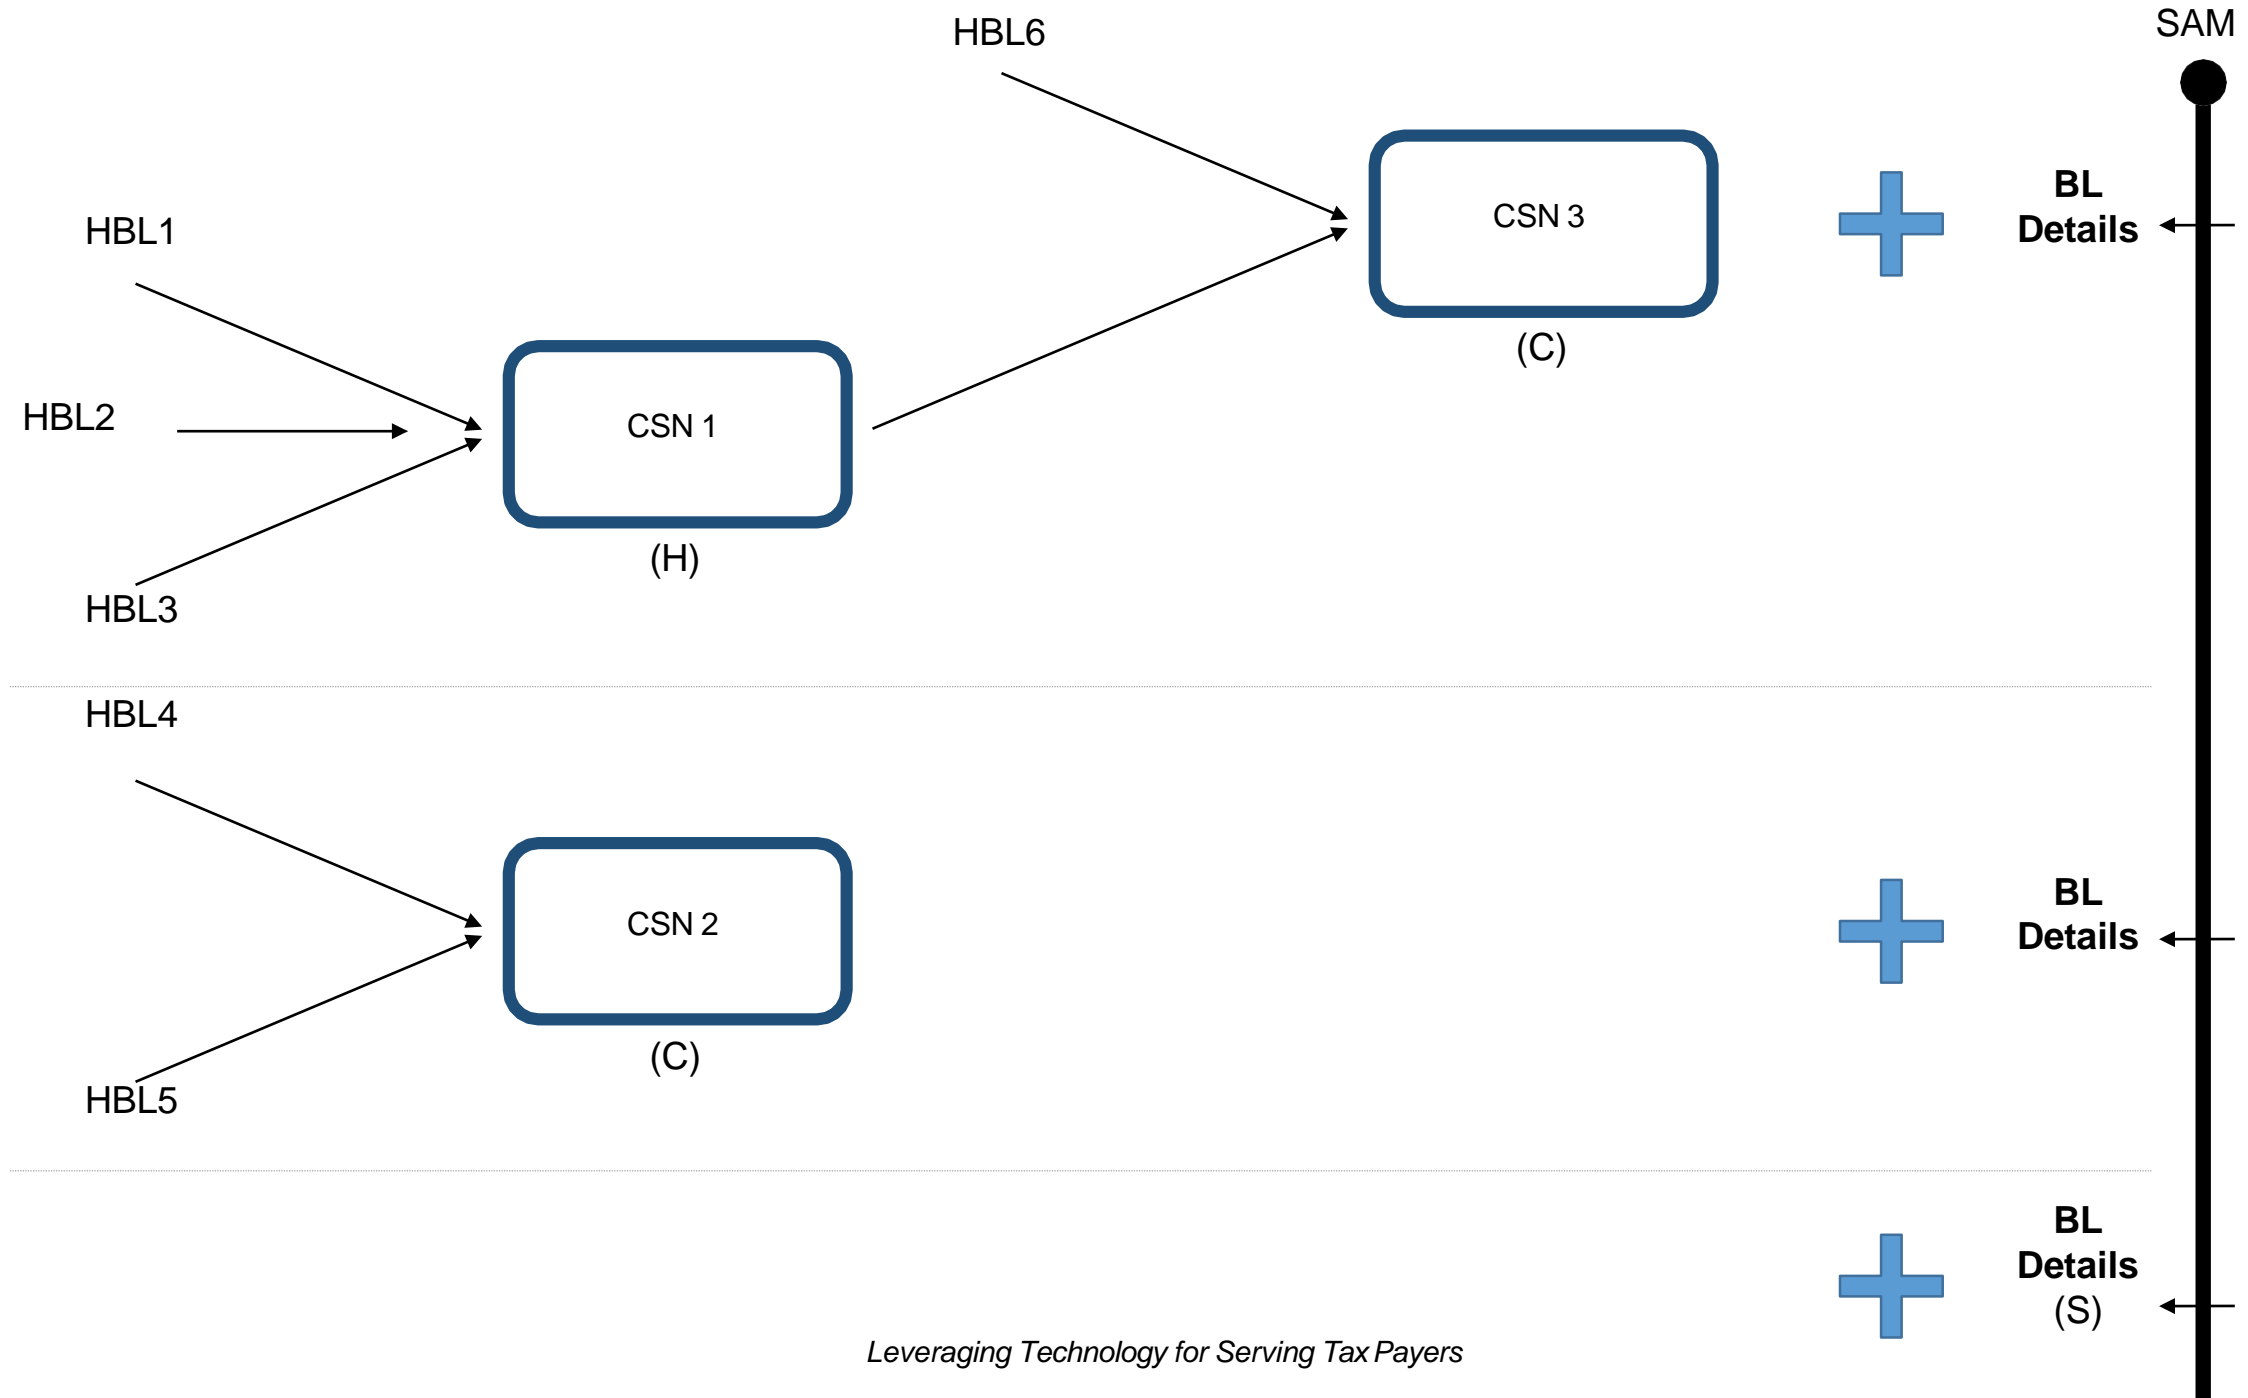 HBL6
SAM
BL
Details
CSN 3
HBL1
(C)
HBL2
CSN 1
(H)
HBL3
HBL4
BL
Details
CSN 2
(C)
HBL5
BL
Details
(S)
Leveraging Technology for Serving Tax Payers